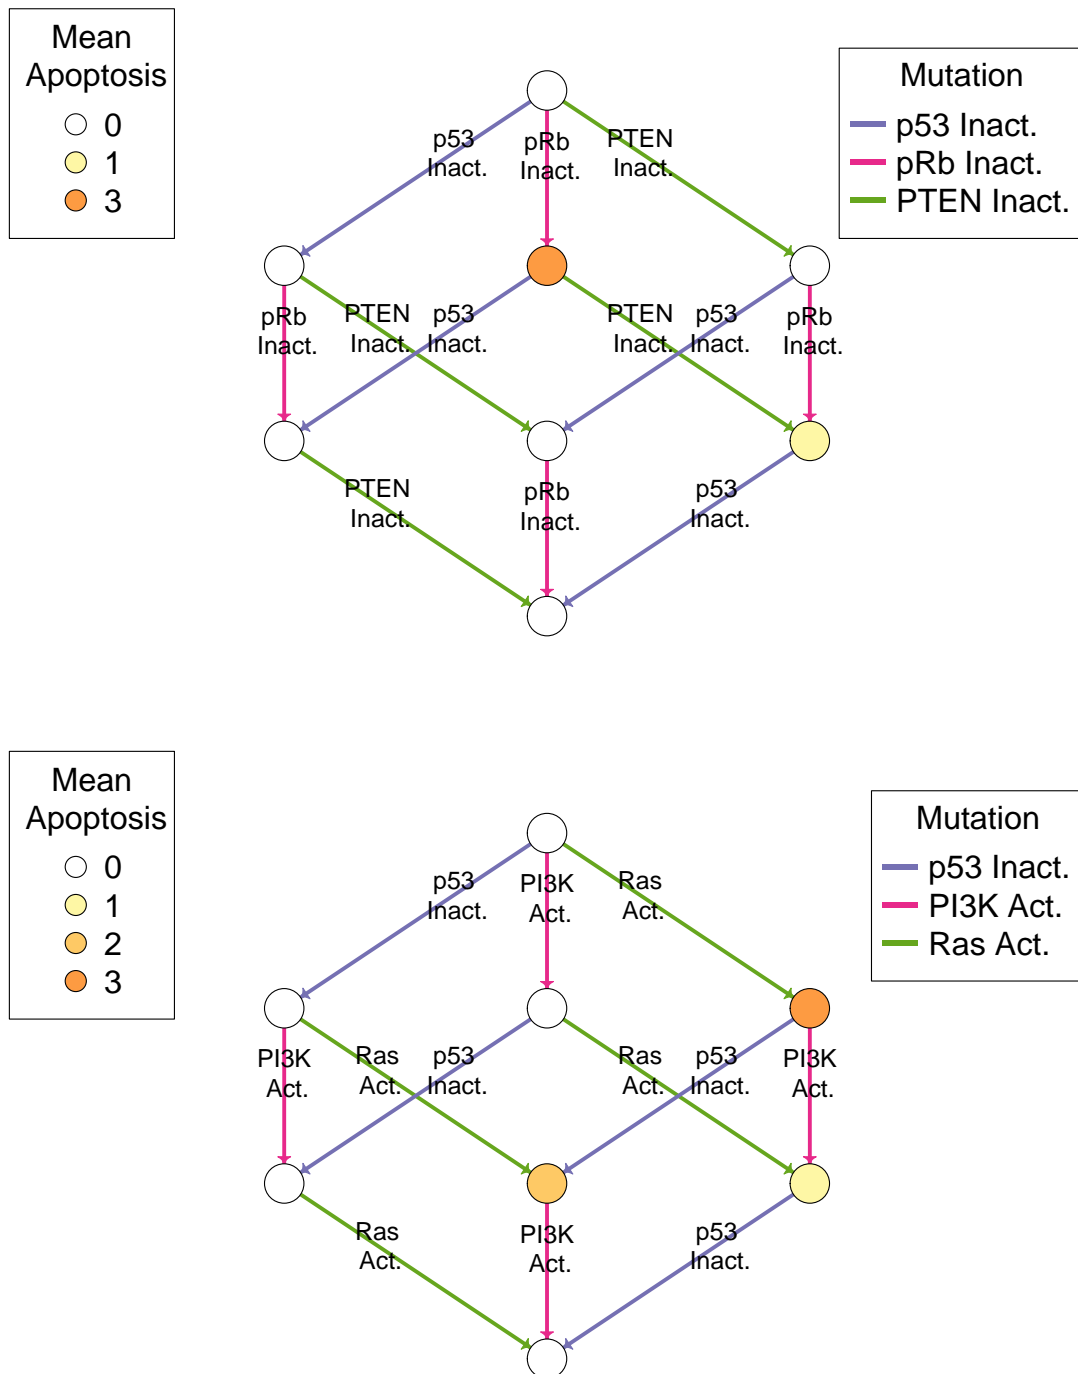 Mean
Apoptosis
0
1
3
Mutation
p53 Inact.
pRb Inact.
PTEN Inact.
p53
Inact.
pRb
Inact.
PTEN
Inact.
pRb
Inact.
PTEN
Inact.
p53
Inact.
PTEN
Inact.
p53
Inact.
pRb
Inact.
PTEN
Inact.
pRb
Inact.
p53
Inact.
Mean
Apoptosis
0
1
2
3
Mutation
p53 Inact.
PI3K Act.
Ras Act.
p53
Inact.
PI3K
Act.
Ras
Act.
PI3K
Act.
Ras
Act.
p53
Inact.
Ras
Act.
p53
Inact.
PI3K
Act.
Ras
Act.
PI3K
Act.
p53
Inact.